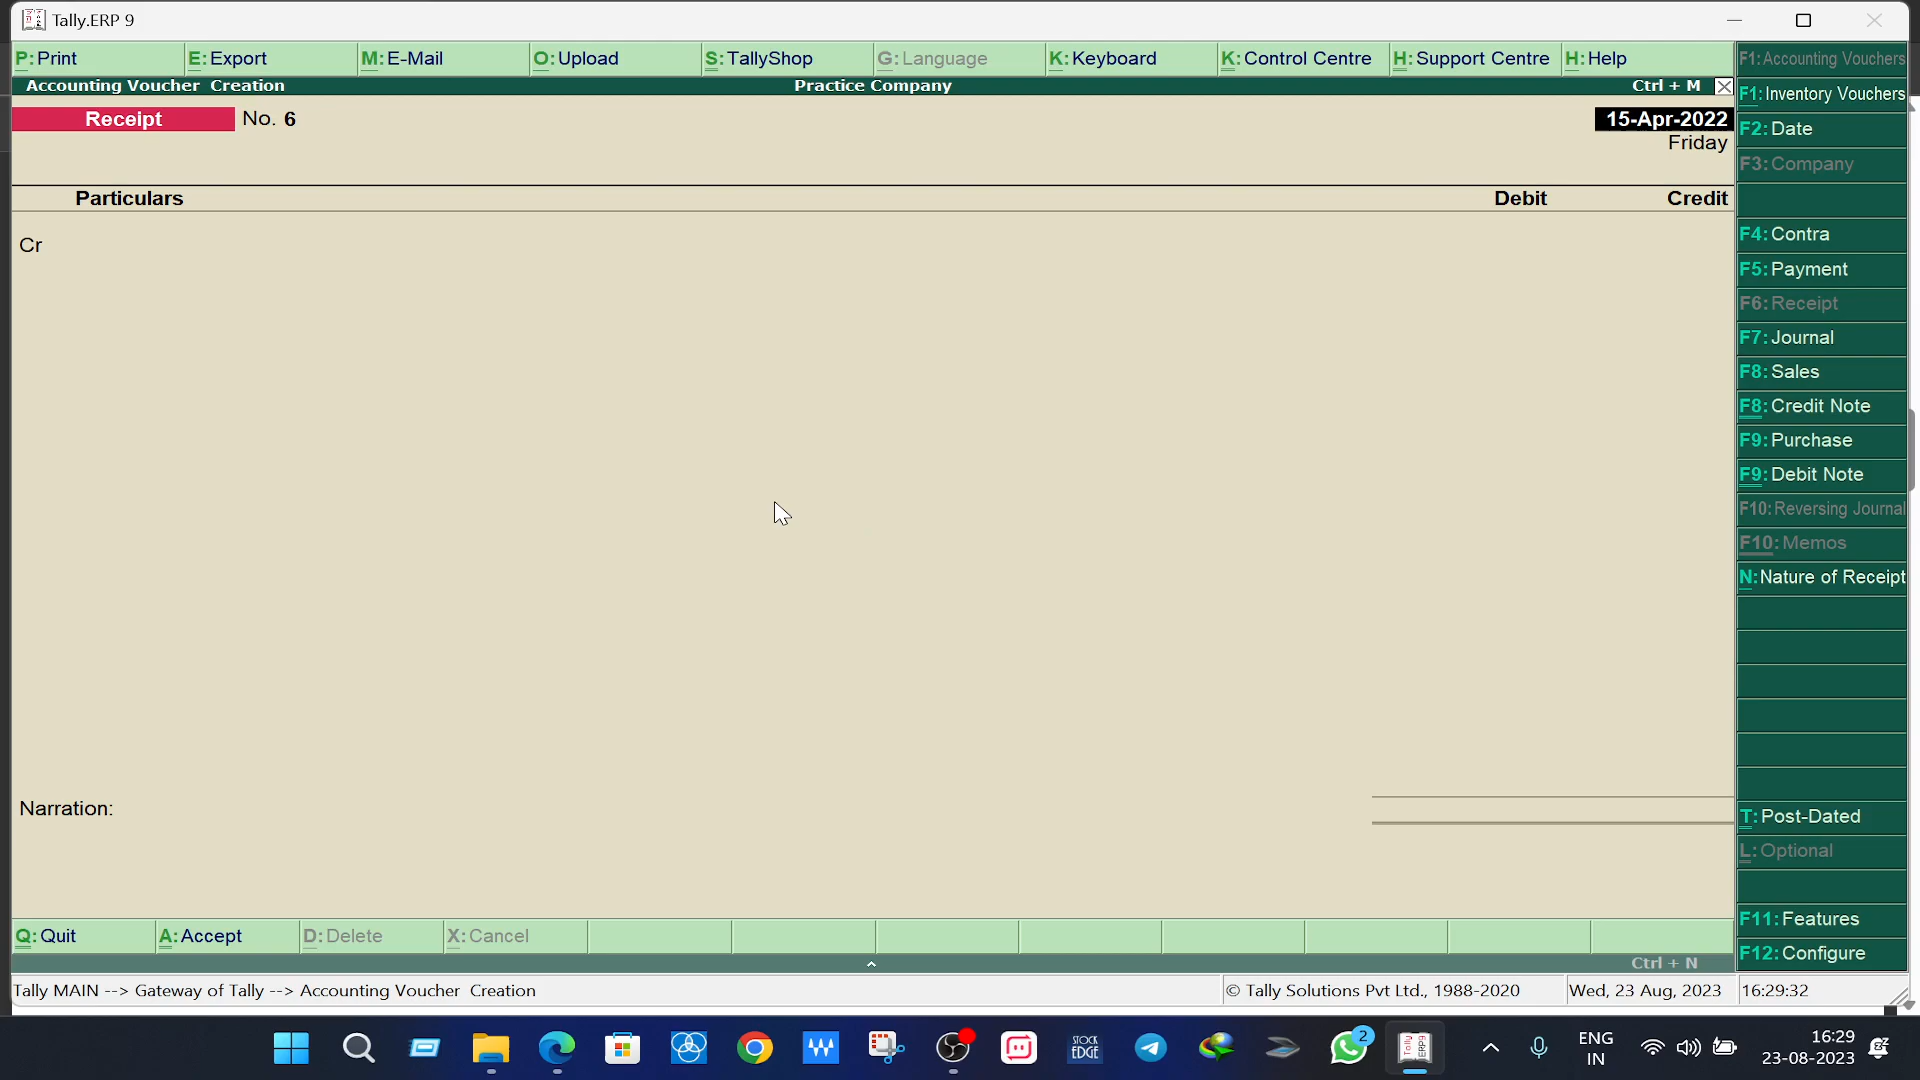 Tally.ERP 9
P: Print E: Export M: E-Mail O: Upload S: TallyShop G: Language K: Keyboard K: Control Centre H: Support Centre H: Help
Accounting Voucher Creation Practice Company Ctrl + M
Receipt No. 6 15-Apr-2022
Friday
Particulars Debit Credit
Cr
Narration:
F1: Accounting Vouchers
F1: Inventory Vouchers
F2: Date
F3: Company
F4: Contra
F5: Payment
F6: Receipt
F7: Journal
F8: Sales
F8: Credit Note
F9: Purchase
F9: Debit Note
F10: Reversing Journal
F10: Memos
N: Nature of Receipt
T: Post-Dated
L: Optional
F11: Features
F12: Configure
Q: Quit A: Accept D: Delete X: Cancel
Ctrl + N
Tally MAIN --> Gateway of Tally --> Accounting Voucher Creation © Tally Solutions Pvt Ltd., 1988-2020 Wed, 23 Aug, 2023 16:29:32
STOCK
EDGE
2
Tally
ERP9
ENG
IN
16:29
23-08-2023